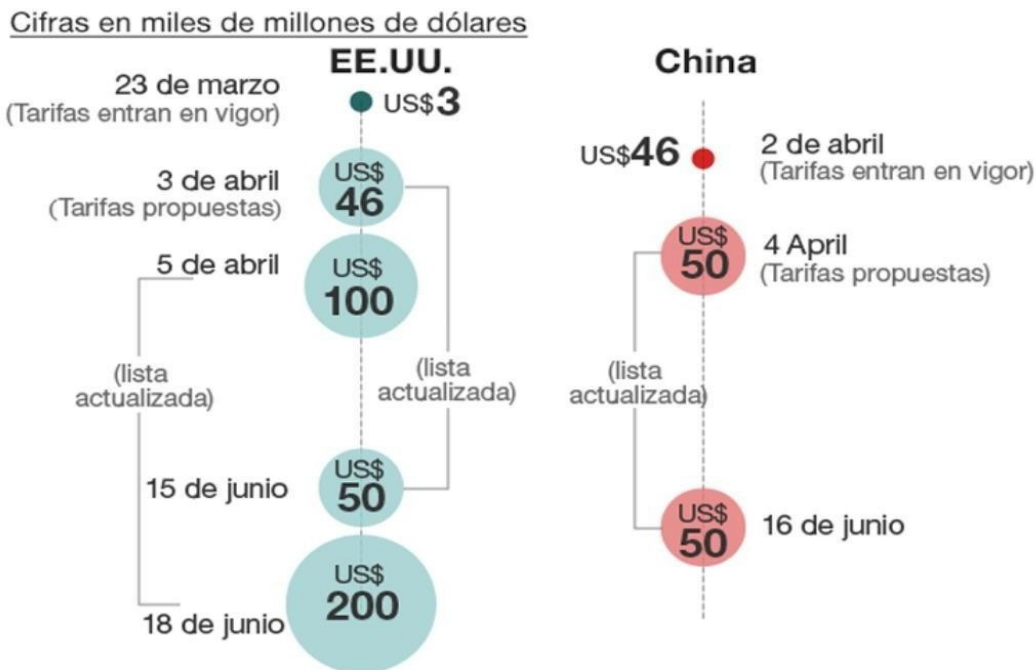 Cifras en miles de millones de dólares
EE.UU.
23 de marzo
(Tarifas entran en vigor)
US$3
3 de abril
(Tarifas propuestas)
US$
46
5 de abril
US$
100
(lista
actualizada)
(lista
actualizada)
15 de junio
US$
50
18 de junio
US$
200
China
US$46
2 de abril
(Tarifas entran en vigor)
US$
50
4 April
(Tarifas propuestas)
(lista
actualizada)
US$
50
16 de junio